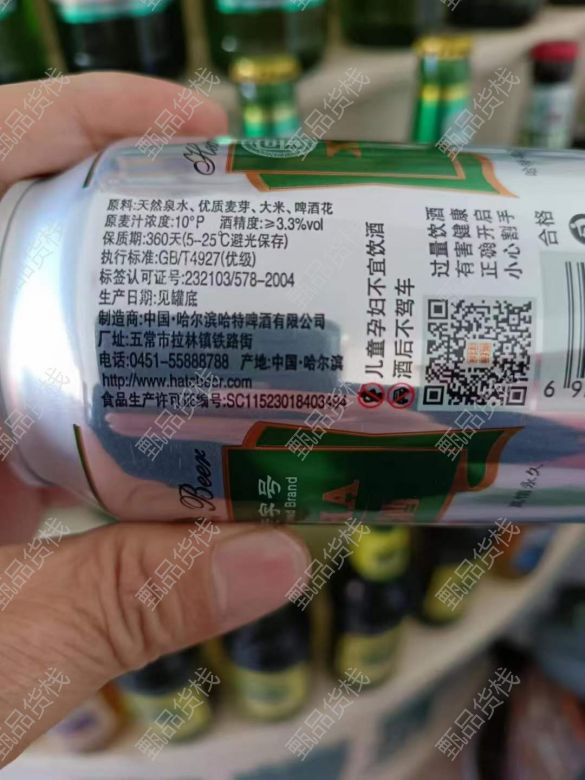 原料:天然泉水、优质麦芽、大米、啤酒花
原麦汁浓度:10°P 酒精度:≥3.3%vol
保质期:360天(5-25℃避光保存)
执行标准:GB/T4927(优级)
标签认可证号:232103/578-2004
生产日期:见罐底
制造商:中国·哈尔滨哈特啤酒有限公司
厂址:五常市拉林镇铁路街
电话:0451-55888788 产地:中国·哈尔滨
食品生产许可证编号:SC11523018403494
儿童孕妇不宜饮酒
酒后不驾车
过量饮酒
有害健康
正确开启
小心割手
合格
6 9
Beer
字号
Brand
甄品货栈